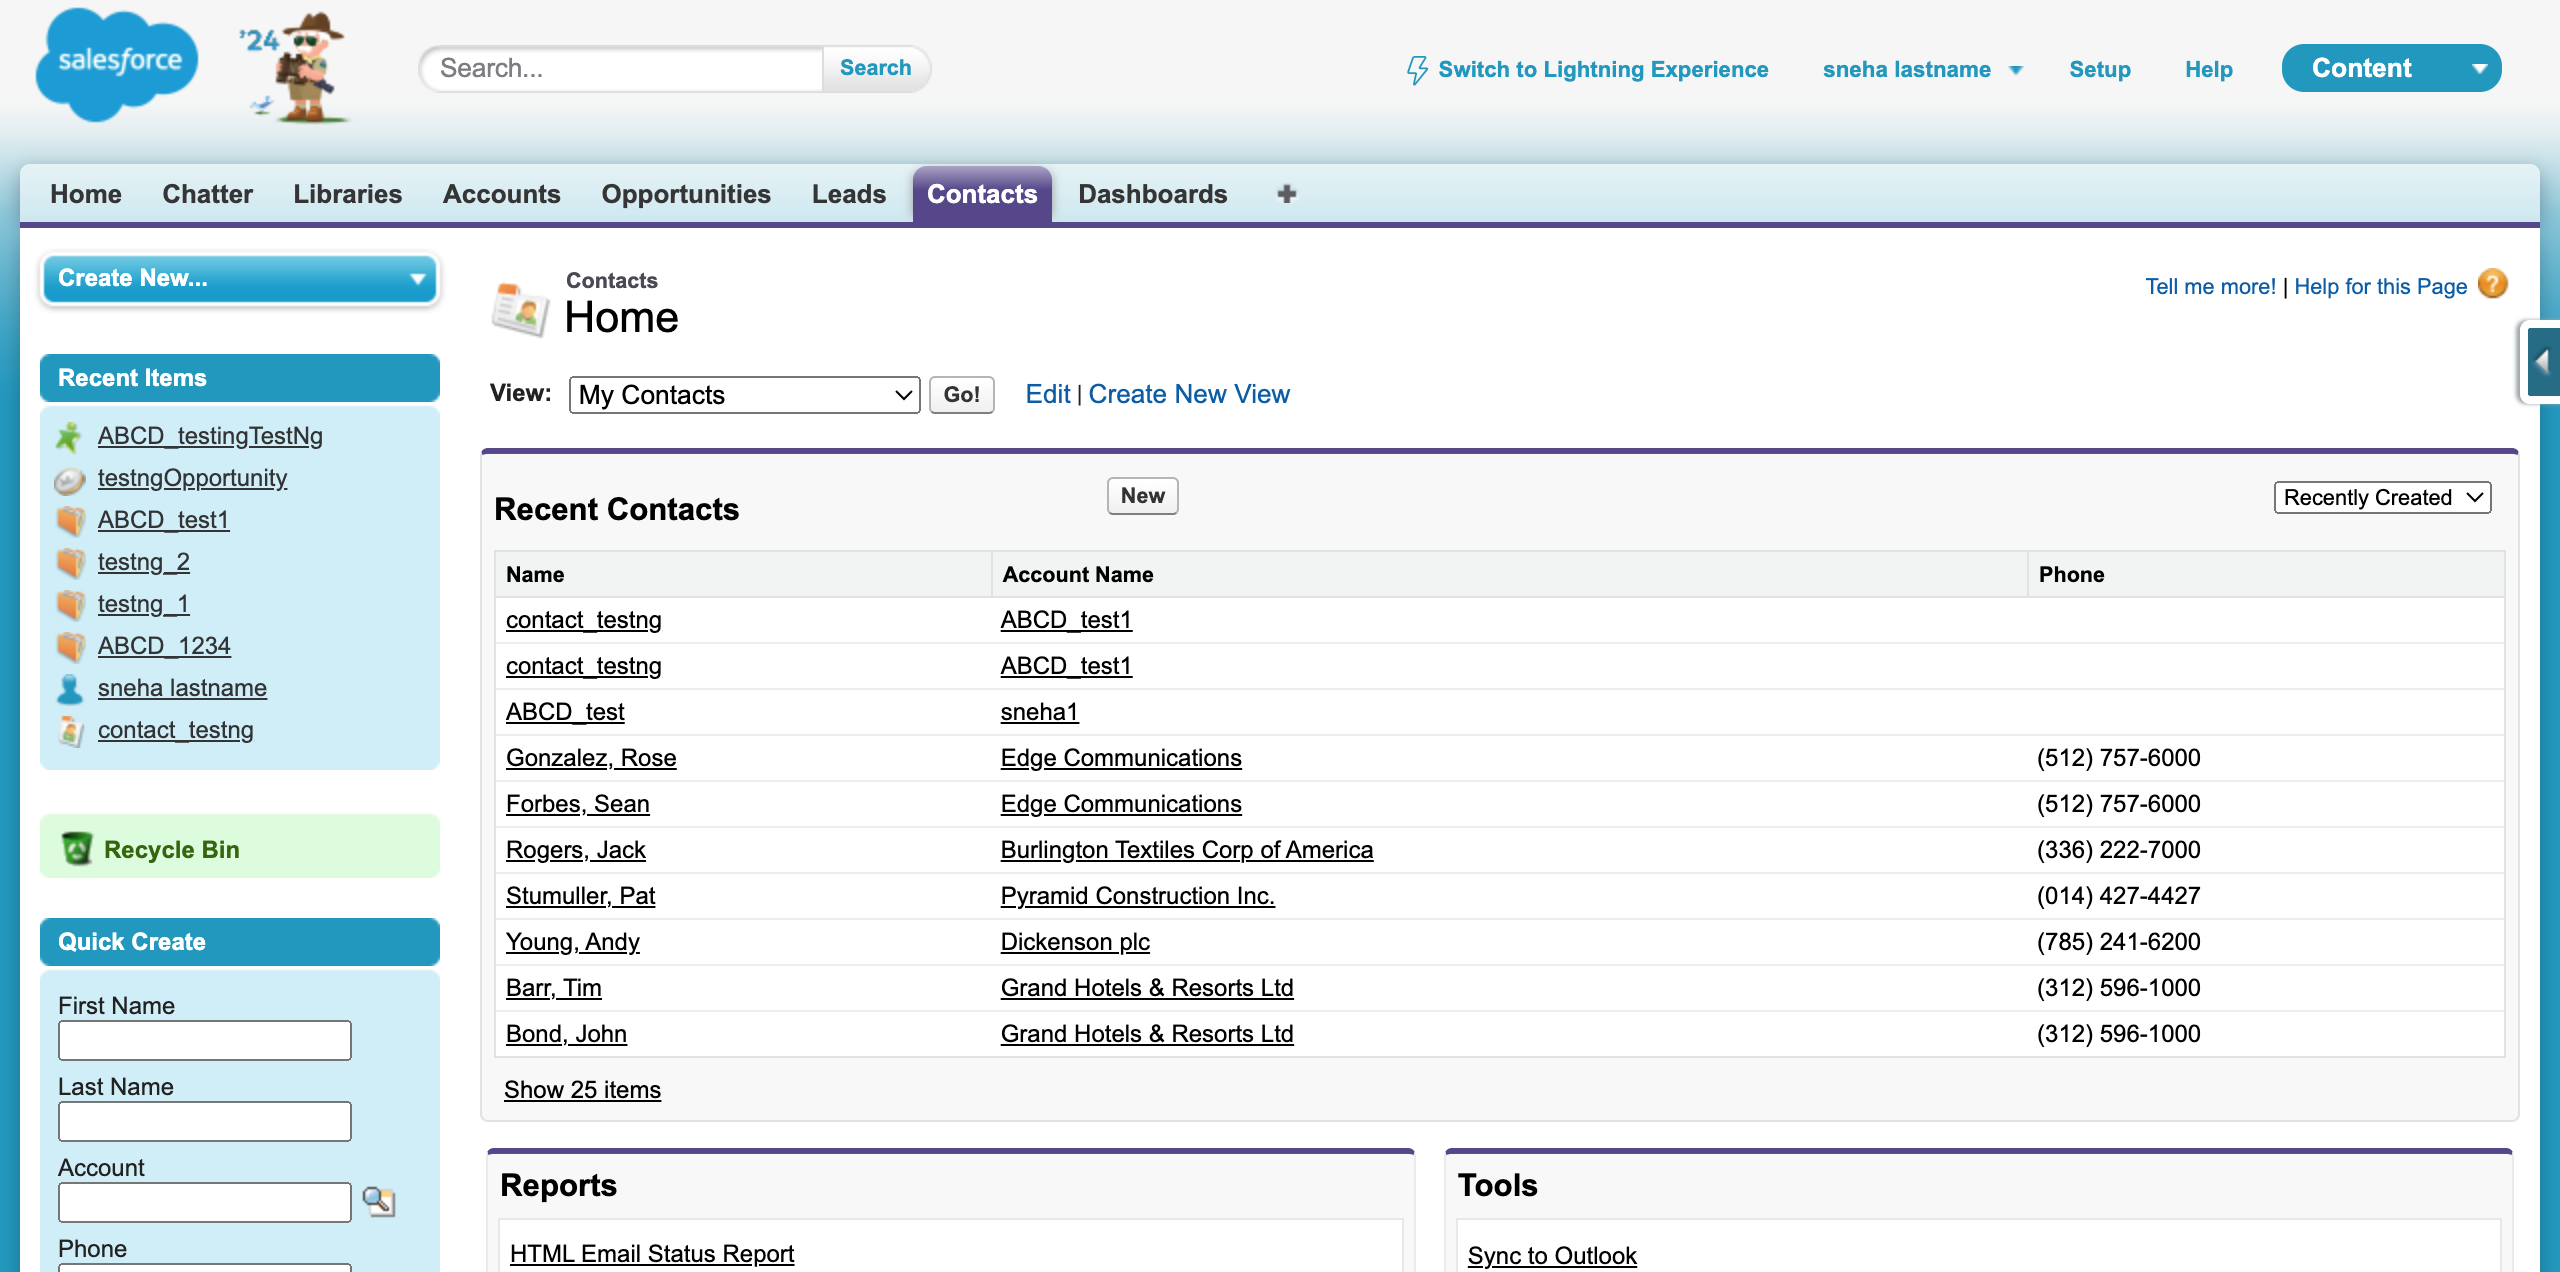 salesforce
'24
Search...
Search
Switch to Lightning Experience
sneha lastname
Setup
Help
Content
Home
Chatter
Libraries
Accounts
Opportunities
Leads
Contacts
Dashboards
+
Create New...
Recent Items
ABCD_testingTestNg
testngOpportunity
ABCD_test1
testng_2
testng_1
ABCD_1234
sneha lastname
contact_testng
Recycle Bin
Quick Create
First Name
Last Name
Account
Phone
Contacts
Home
Tell me more! | Help for this Page ?
View: My Contacts Go! Edit | Create New View
Recent Contacts
New
Recently Created
Name Account Name Phone
contact_testng ABCD_test1
contact_testng ABCD_test1
ABCD_test sneha1
Gonzalez, Rose Edge Communications (512) 757-6000
Forbes, Sean Edge Communications (512) 757-6000
Rogers, Jack Burlington Textiles Corp of America (336) 222-7000
Stumuller, Pat Pyramid Construction Inc. (014) 427-4427
Young, Andy Dickenson plc (785) 241-6200
Barr, Tim Grand Hotels & Resorts Ltd (312) 596-1000
Bond, John Grand Hotels & Resorts Ltd (312) 596-1000
Show 25 items
Reports
HTML Email Status Report
Tools
Sync to Outlook